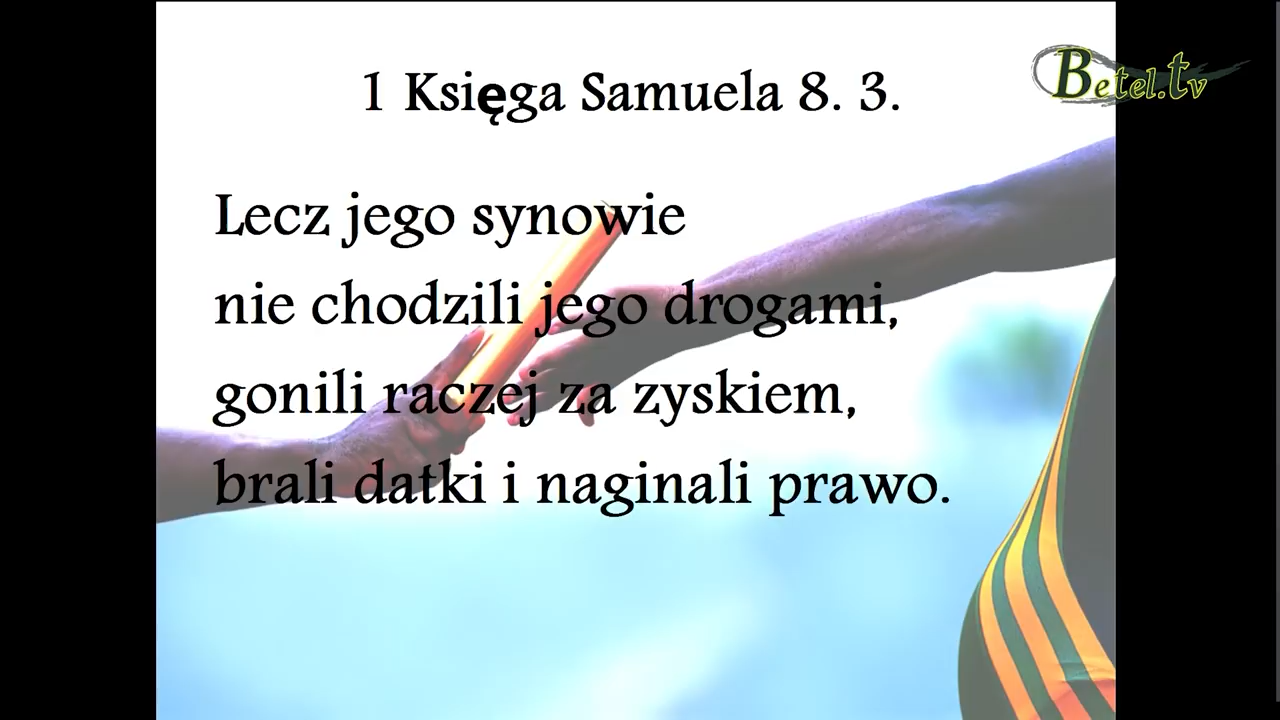 1 Księga Samuela 8. 3.
Betel.tv
Lecz jego synowie
nie chodzili jego drogami,
gonili raczej za zyskiem,
brali datki i naginali prawo.